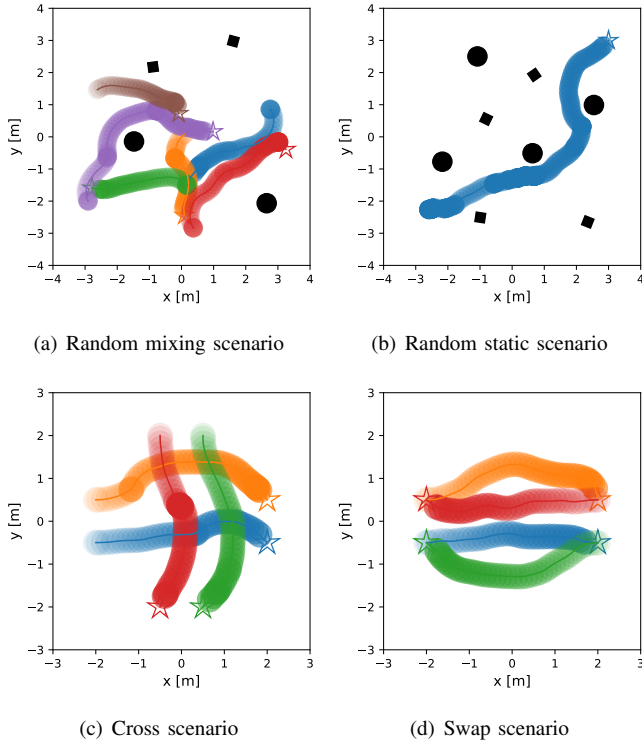 4
3
2
1
0
−1
−2
−3
−4
y [m]
−4 −3 −2 −1 0 1 2 3 4
x [m]
4
3
2
1
0
−1
−2
−3
−4
y [m]
−4 −3 −2 −1 0 1 2 3 4
x [m]
(a) Random mixing scenario
(b) Random static scenario
3
2
1
0
−1
−2
−3
y [m]
−3 −2 −1 0 1 2 3
x [m]
3
2
1
0
−1
−2
−3
y [m]
−3 −2 −1 0 1 2 3
x [m]
(c) Cross scenario
(d) Swap scenario